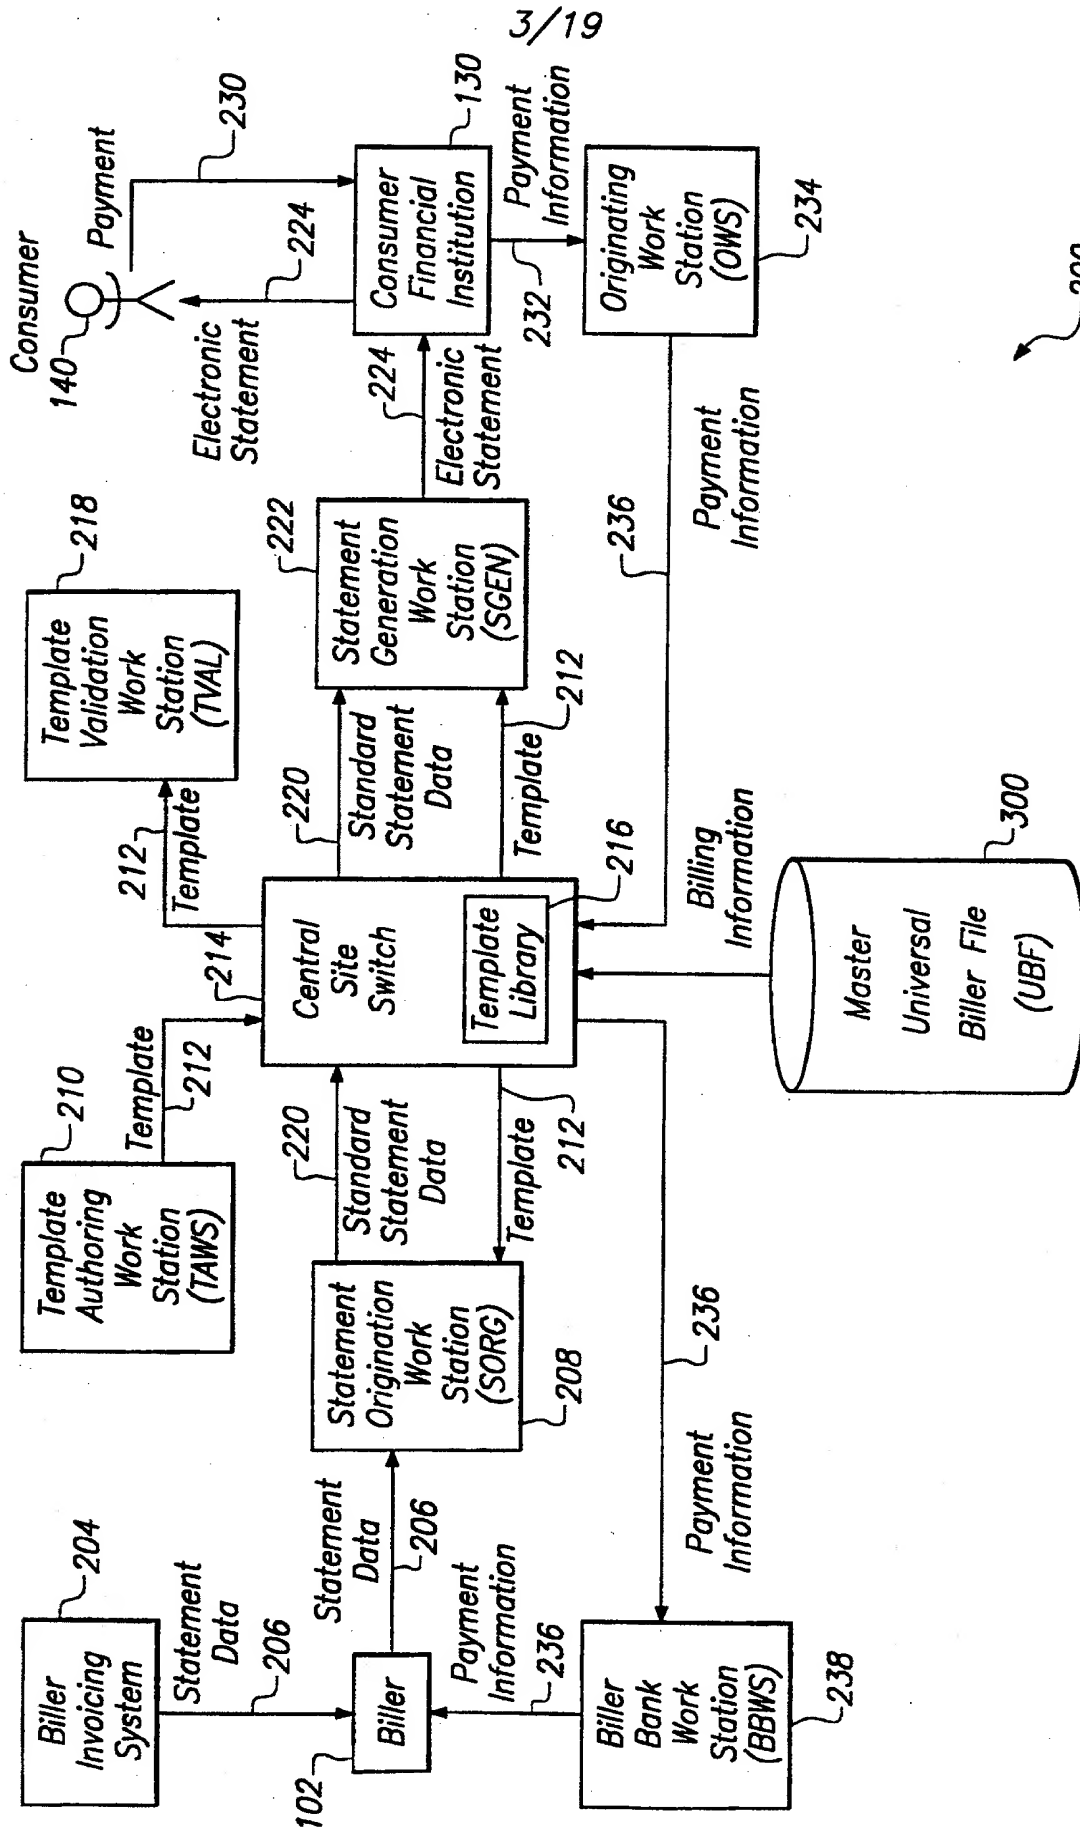 3/19
Biller
Invoicing
System
204
Statement
Data
206
102
Biller
Statement
Data
206
Payment
Information
236
Biller
Bank
Work
Station
(BBWS)
238
Template
Authoring
Work
Station
(TAWS)
210
Template
212
Statement
Origination
Work
Station
(SORG)
208
220
Standard
Statement
Data
Template
212
214
Central
Site
Switch
Template
Library
216
212
Template
Template
Validation
Work
Station
(TVAL)
218
220
Standard
Statement
Data
Template
212
Statement
Generation
Work
Station
(SGEN)
222
224
Electronic
Statement
Consumer
140
Electronic
Statement
224
Payment
230
Consumer
Financial
Institution
130
232
Payment
Information
Originating
Work
Station
(OWS)
234
236
Payment
Information
Payment
Information
236
Billing
Information
Master
Universal
Biller File
(UBF)
300